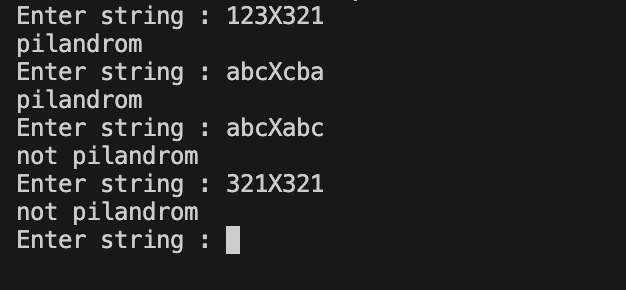 Enter string : 123X321
pilandrom
Enter string : abcXcba
pilandrom
Enter string : abcXabc
not pilandrom
Enter string : 321X321
not pilandrom
Enter string :